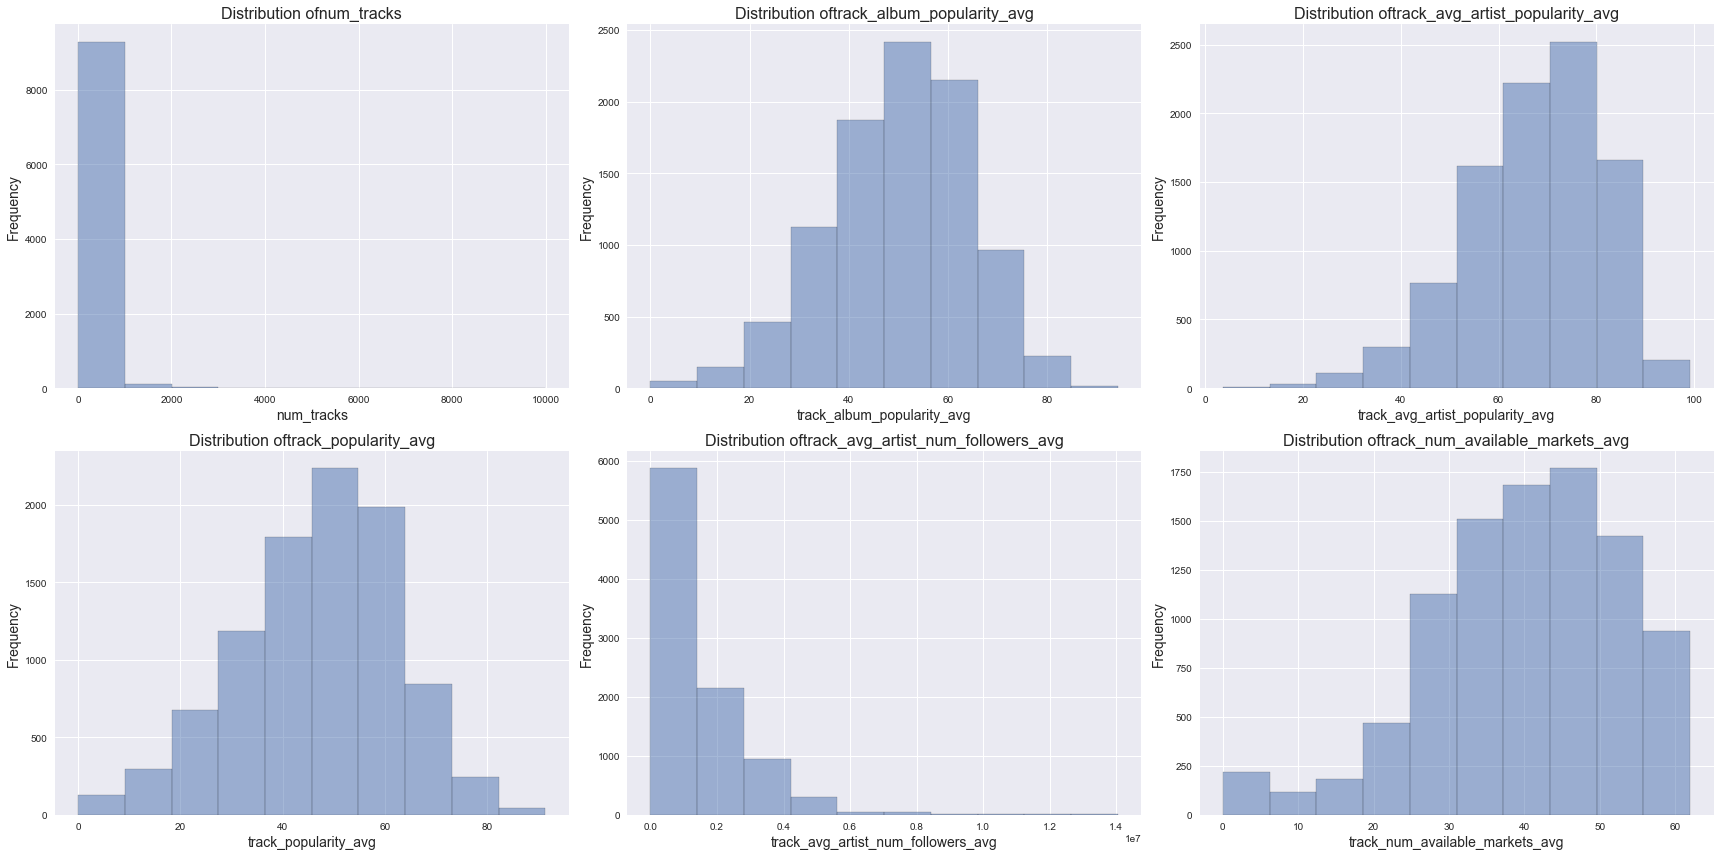 Distribution ofnum_tracks
Frequency
8000
6000
4000
2000
0
0 2000 4000 6000 8000 10000
num_tracks
Distribution oftrack_album_popularity_avg
Frequency
2500
2000
1500
1000
500
0
0 20 40 60 80
track_album_popularity_avg
Distribution oftrack_avg_artist_popularity_avg
Frequency
2500
2000
1500
1000
500
0
0 20 40 60 80 100
track_avg_artist_popularity_avg
Distribution oftrack_popularity_avg
Frequency
2000
1500
1000
500
0
0 20 40 60 80
track_popularity_avg
Distribution oftrack_avg_artist_num_followers_avg
Frequency
6000
5000
4000
3000
2000
1000
0
0.0 0.2 0.4 0.6 0.8 1.0 1.2 1.4
1e7
track_avg_artist_num_followers_avg
Distribution oftrack_num_available_markets_avg
Frequency
1750
1500
1250
1000
750
500
250
0
0 10 20 30 40 50 60
track_num_available_markets_avg